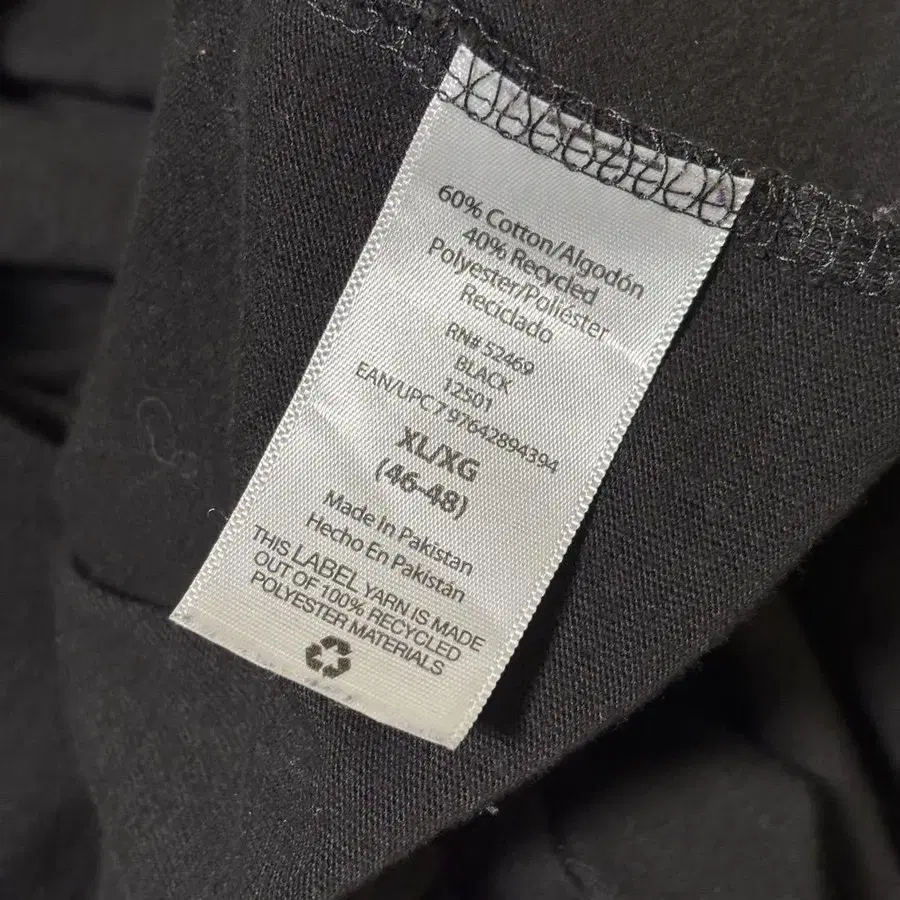 60% Cotton/Algodón
40% Recycled
Polyester/Poliéster
Reciclado
RN# 52469
BLACK
12501
EAN/UPC 7 97642894394
XL/XG
(46-48)
Made In Pakistan
Hecho En Pakistán
THIS LABEL YARN IS MADE
OUT OF 100% RECYCLED
POLYESTER MATERIALS